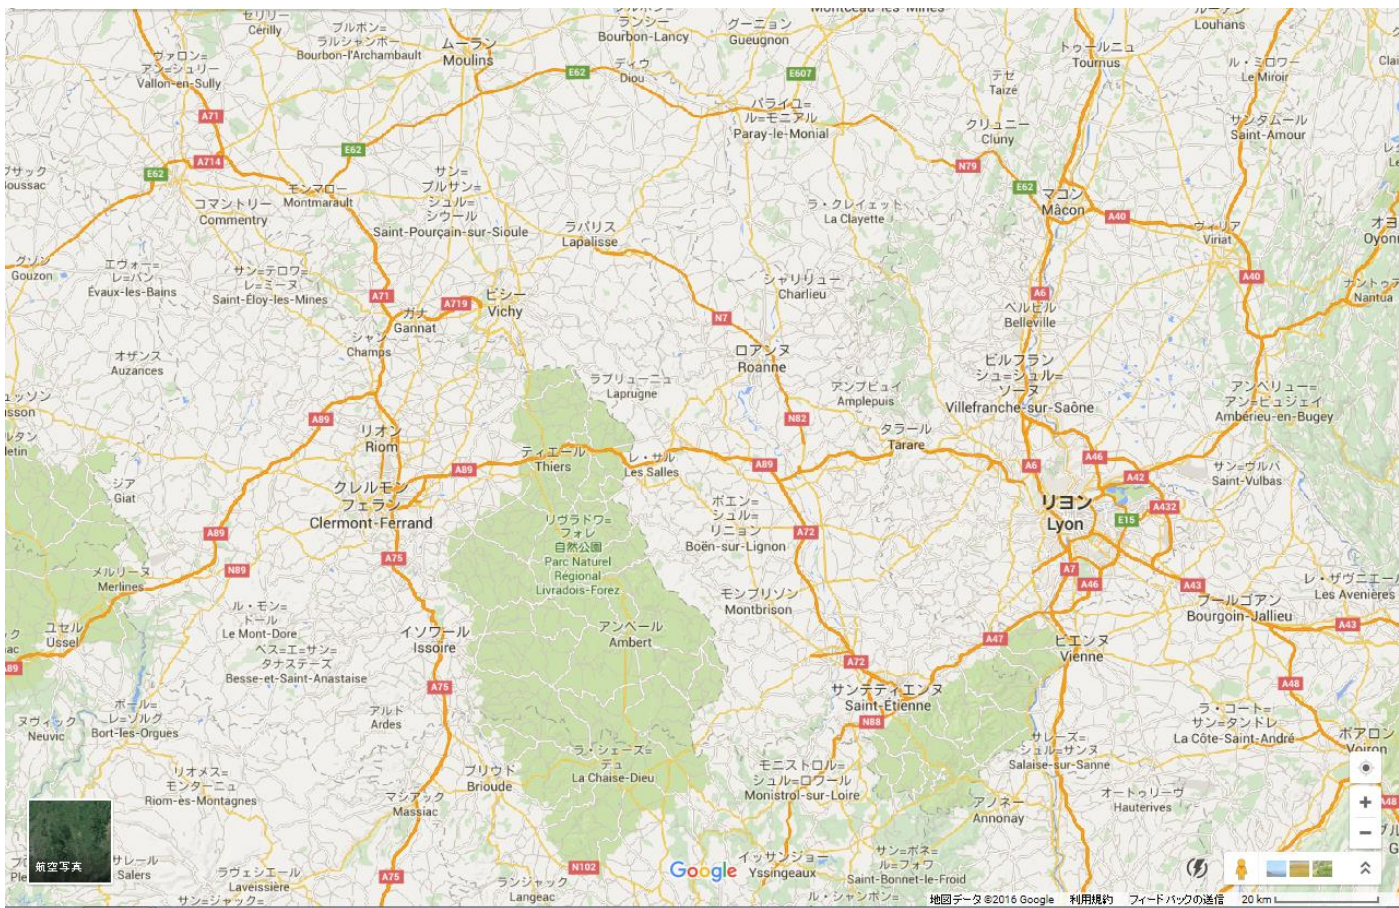 セリリー
Cerilly
ブルボン=
ラルシャンボー
Bourbon-l'Archambault
ムーラン
Moulins
ランシー
Bourbon-Lancy
グーニョン
Gueugnon
Montceau-les-Mines
Louhans
ヴァロン=
アン=シュリー
Vallon-en-Sully
E62
ディウ
Diou
E607
トゥールニュ
Tournus
ル・ミロワー
Le Miroir
テゼ
Taizé
A71
パライユ=
ル=モニアル
Paray-le-Monial
クリュニー
Cluny
サンタムール
Saint-Amour
E62
A714
E62
N79
モンマロー
Montmarault
コマントリー
Commentry
サン=
プルサン=
シュル=
シウール
Saint-Pourçain-sur-Sioule
ラパリス
Lapalisse
ラ・クレイェット
La Clayette
E62
マコン
Mâcon
A40
ヴィリア
Viriat
グゾン
Gouzon
エヴォー=
レ=バン
Évaux-les-Bains
サン=テロワ=
レ=ミーヌ
Saint-Éloy-les-Mines
A71
A719
ガナ
Gannat
ビシー
Vichy
シャリリュー
Charlieu
A6
A40
ナントゥア
Nantua
ベルビル
Belleville
N7
シャン
Champs
オザンス
Auzances
ロアンヌ
Roanne
ラプリューニュ
Laprugne
アンプピュイ
Amplepuis
ビルフラン
シュ=シュル=
ソーヌ
Villefranche-sur-Saône
アンベリュー=
アン=ビュジェイ
Ambérieu-en-Bugey
A89
リオン
Riom
N82
タラール
Tarare
ティエール
Thiers
レ・サル
Les Salles
A89
A89
A6
A46
A42
サン=ヴルバ
Saint-Vulbas
ジア
Giat
クレルモン
フェラン
Clermont-Ferrand
リヨン
Lyon
A432
E15
A89
リヴラドワ=
フォレ
自然公園
Parc Naturel
Régional
Livradois-Forez
ボエン=
シュル=
リニョン
Boën-sur-Lignon
A72
A75
N89
メルリーヌ
Merlines
A7
A46
A43
モンブリソン
Montbrison
ブールゴアン
Bourgoin-Jallieu
レ・ザヴニエール
Les Avenières
A43
ル・モン=
ドール
Le Mont-Dore
ユセル
Ussel
イソワール
Issoire
アンベール
Ambert
A47
ビエンヌ
Vienne
ベス=エ=サン=
タナステーズ
Besse-et-Saint-Anastaise
A72
サンテティエンヌ
Saint-Étienne
A75
A48
ボール=
レ=ゾルグ
Bort-les-Orgues
アルド
Ardes
N88
ヌヴィック
Neuvic
ラ・コート=
サン=タンドレ
La Côte-Saint-André
ボアロン
Voiron
サレーズ=
シュル=サンヌ
Salaise-sur-Sanne
ラ・シェーズ=
デュ
La Chaise-Dieu
モニストロル=
シュル=ロワール
Monistrol-sur-Loire
リオメス=
モンターニュ
Riom-ès-Montagnes
ブリウド
Brioude
マシアック
Massiac
アノネー
Annonay
オートゥリーヴ
Hauterives
A48
航空写真
サレール
Salers
ラヴェシエール
Laveissière
A75
N102
ランジャック
Langeac
Google
イッサンジョー
Yssingeaux
サン=ボネ=
ル=フォワ
Saint-Bonnet-le-Froid
サン=ジャック=
ル・シャンボン=
地図データ ©2016 Google 利用規約 フィードバックの送信 20 km